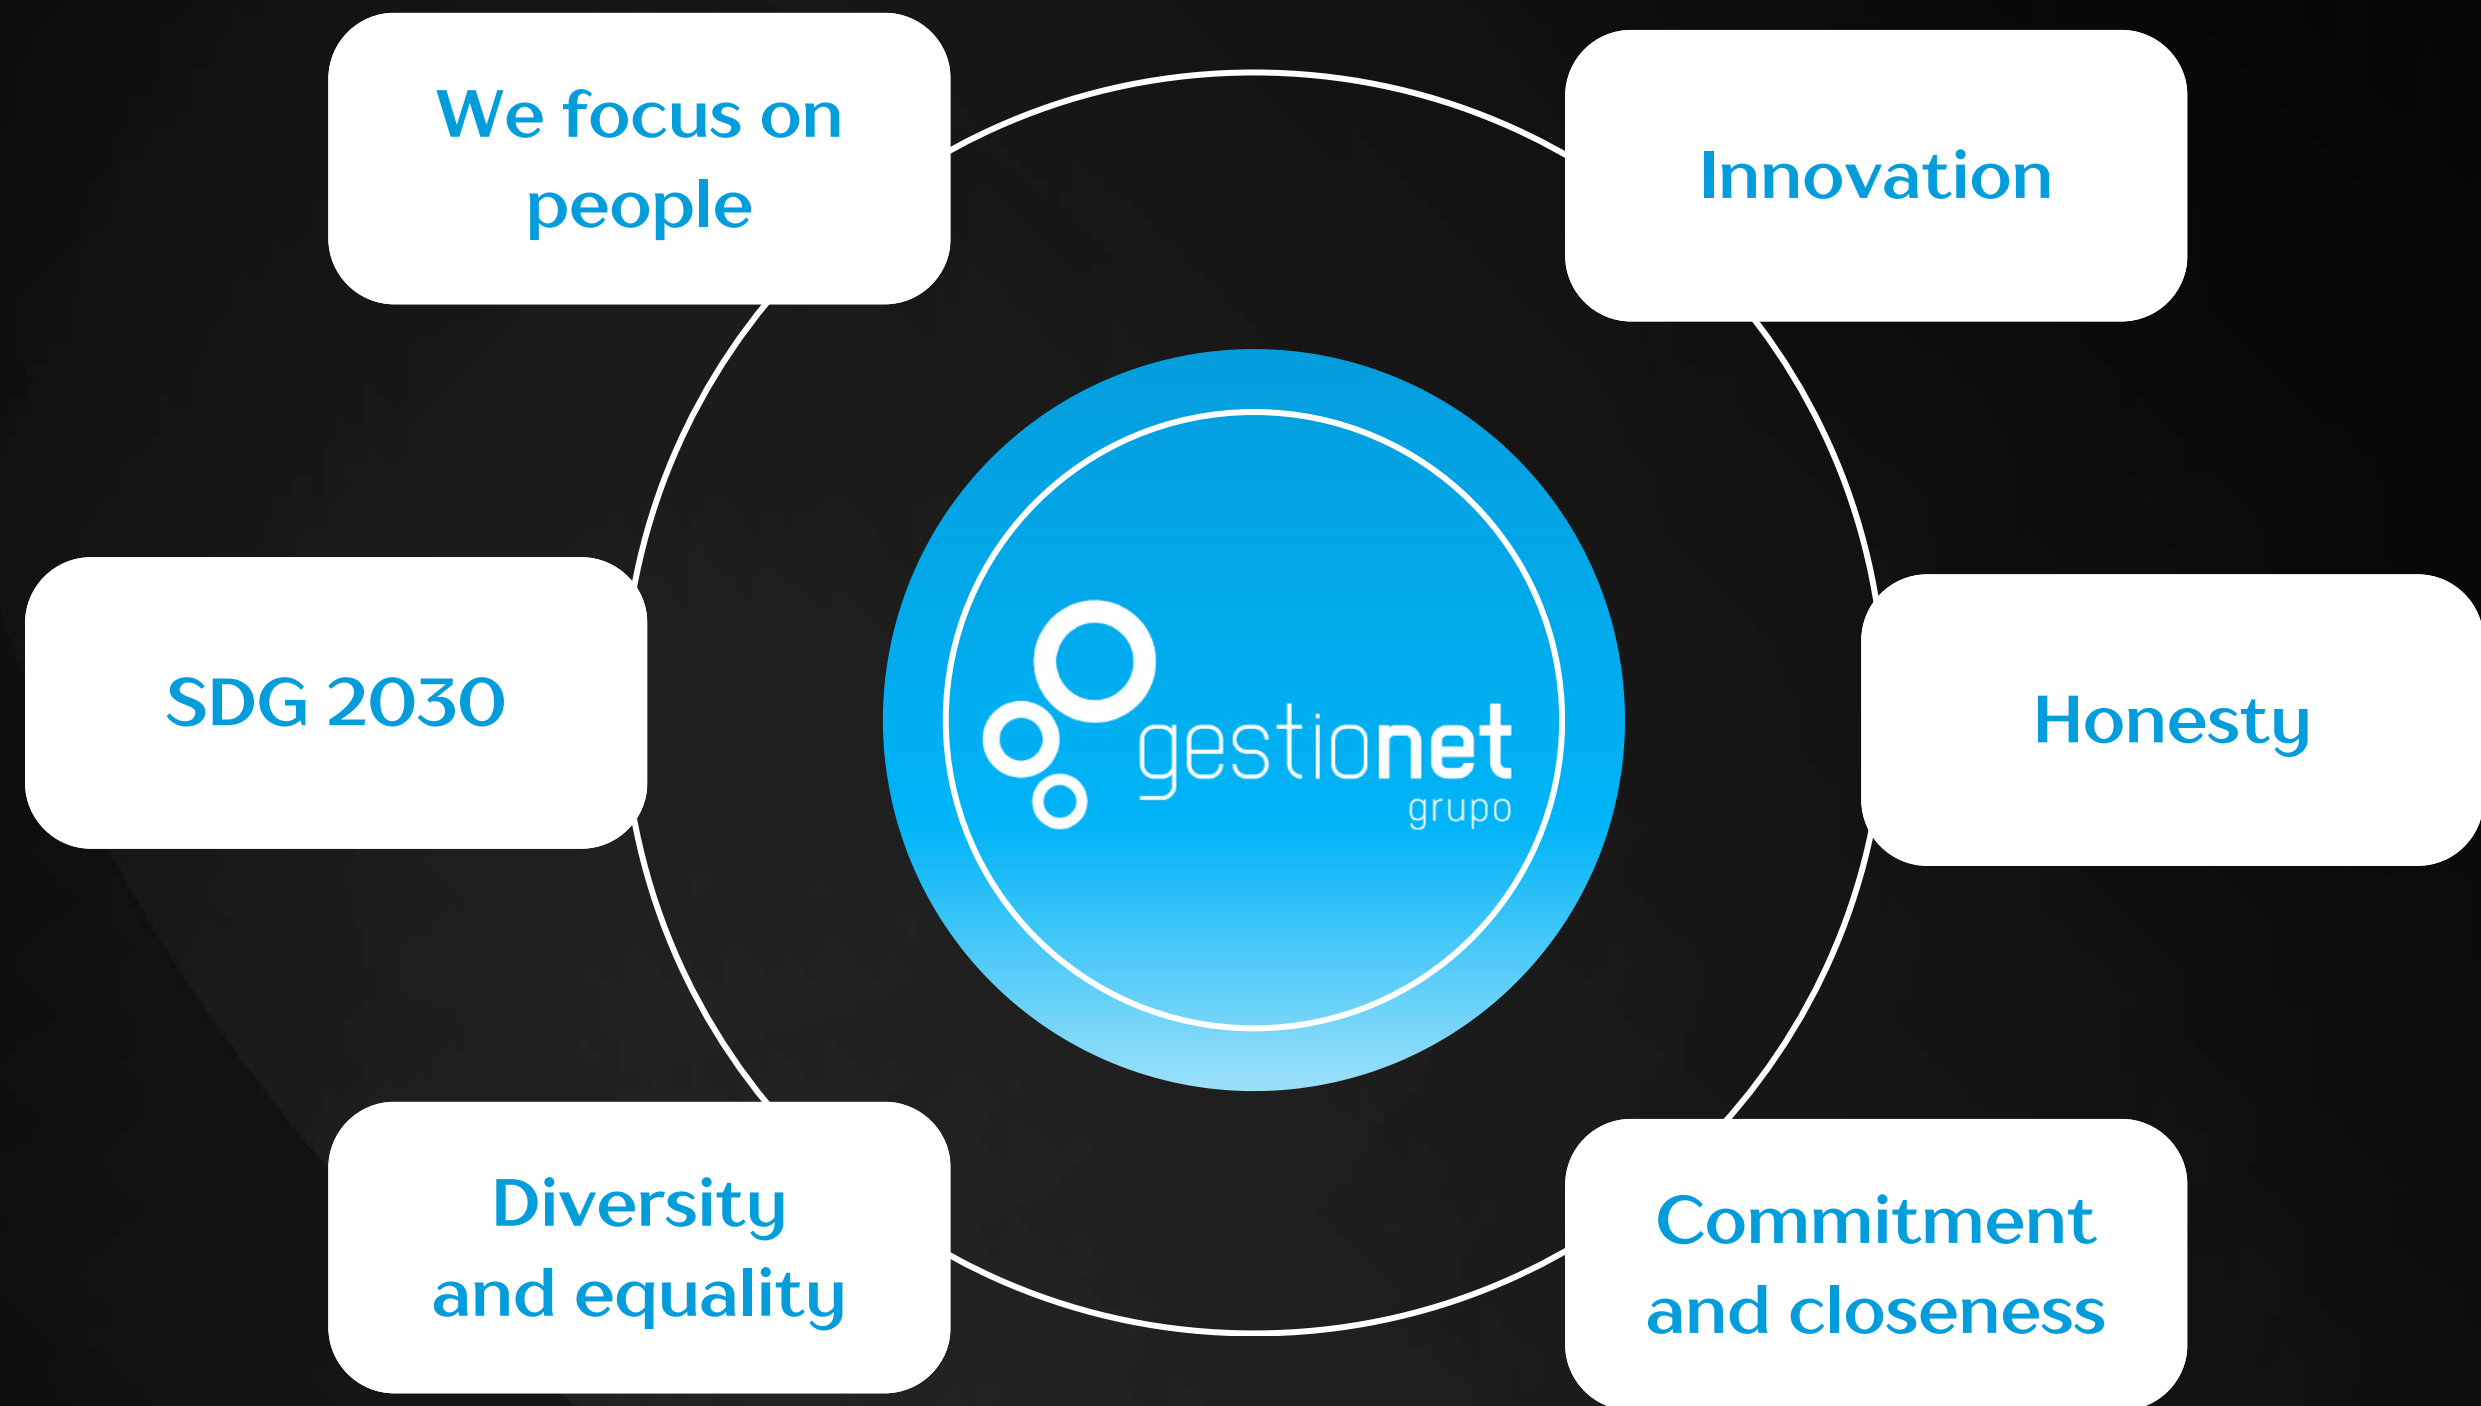 We focus on
people
Innovation
SDG 2030
gestionet
grupo
Honesty
Diversity
and equality
Commitment
and closeness